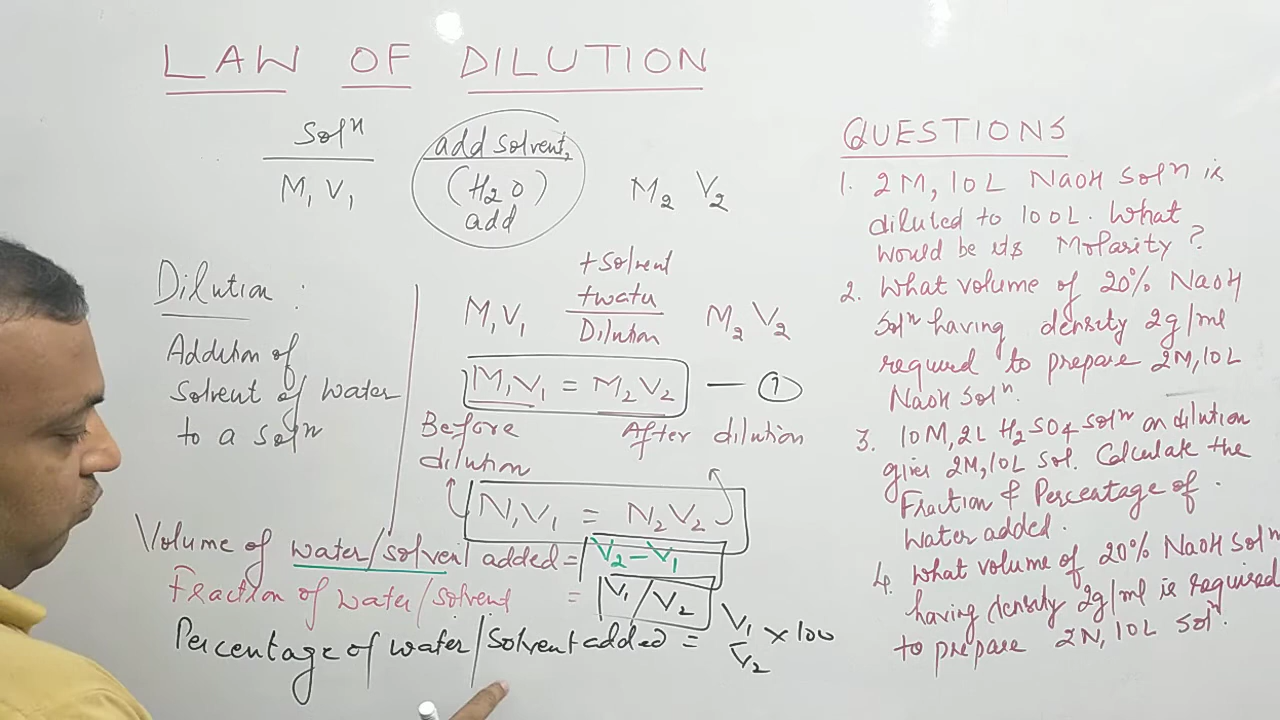 LAW OF DILUTION
Solⁿ
M₁ V₁
add solvent,
(H₂O)
add
M₂ V₂
Dilution :
Addition of
Solvent/water
to a solⁿ
M₁V₁
+solvent
+water
Dilution
M₂V₂
M₁V₁ = M₂V₂ — ①
Before
dilution
After dilution
N₁V₁ = N₂V₂
Volume of water/solvent added = V₂ - V₁
Fraction of water/solvent = V₁/V₂
Percentage of water/solvent added = V₁/V₂ × 100
QUESTIONS
1. 2M, 10L NaOH solⁿ is
diluted to 100L. What
would be its Molarity?
2. What volume of 20% NaOH
solⁿ having density 2g/ml
required to prepare 2M, 10L
NaOH solⁿ.
3. 10M, 2L H₂SO₄ solⁿ on dilution
gives 2M, 10L sol. Calculate the
Fraction & Percentage of
water added.
4. What volume of 20% NaOH solⁿ
having density 2g/ml is required
to prepare 2N, 10L solⁿ.